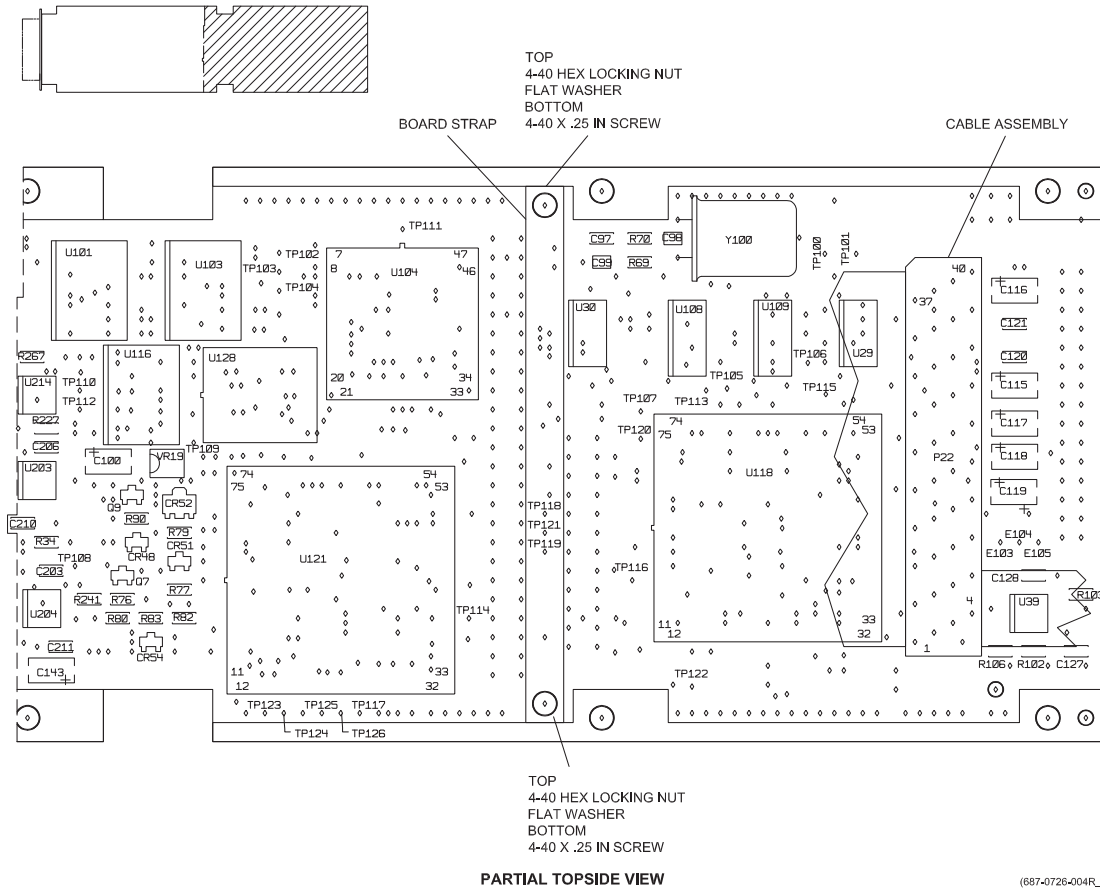 TOP
4-40 HEX LOCKING NUT
FLAT WASHER
BOTTOM
4-40 X .25 IN SCREW
BOARD STRAP
CABLE ASSEMBLY
TP111
U101
U103
TP102
TP103
TP104
7
47
8
U104
46
20
21
34
33
C97
R70
C98
C99
R69
Y100
TP100
TP101
40
37
C116
C121
C120
C115
C117
C118
C119
U30
U108
U109
U29
TP106
TP105
TP115
TP107
TP113
TP120
R267
U214
TP110
TP112
R227
C206
U203
U116
U128
C100
VR19
TP109
74
75
54
53
U118
P22
74
75
54
53
Q9
CR52
R90
R79
C210
R34
CR48
CR51
TP108
C203
Q7
U121
TP118
TP121
TP119
TP116
E104
E103
E105
C128
U39
R103
R77
R241
R76
U204
R80
R83
R82
CR54
C211
C143
TP114
11
12
33
32
11
12
33
32
4
1
R106
R102
C127
TP122
TP123
TP125
TP117
TP124
TP126
TOP
4-40 HEX LOCKING NUT
FLAT WASHER
BOTTOM
4-40 X .25 IN SCREW
PARTIAL TOPSIDE VIEW
(687-0726-004R_